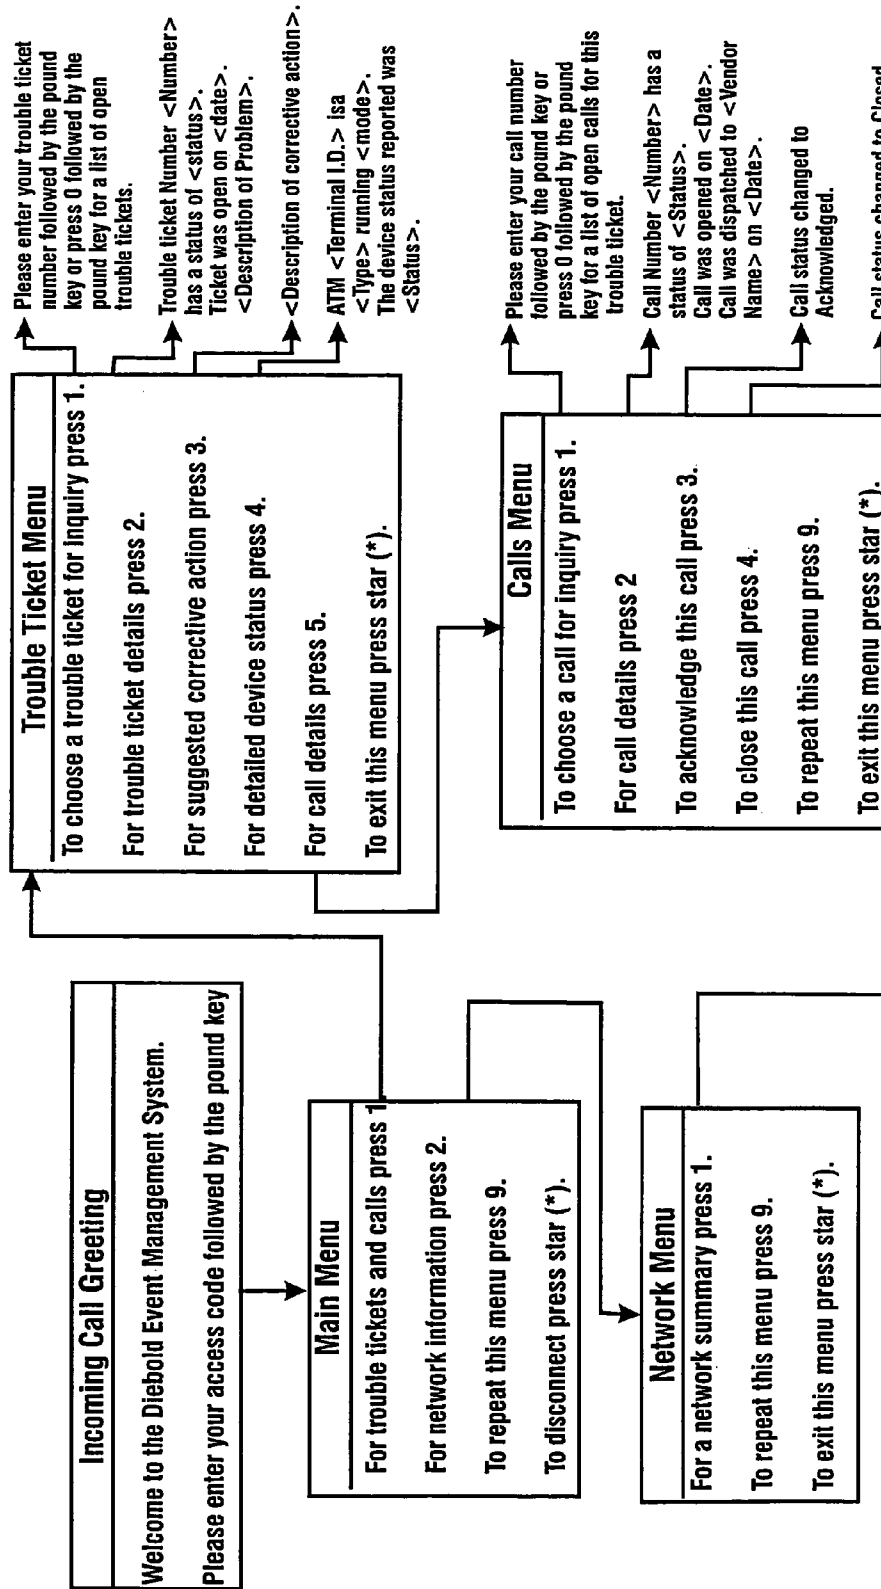 Incoming Call Greeting
Welcome to the Diebold Event Management System.
Please enter your access code followed by the pound key
Main Menu
For trouble tickets and calls press 1.
For network information press 2.
To repeat this menu press 9.
To disconnect press star (*).
Network Menu
For a network summary press 1.
To repeat this menu press 9.
To exit this menu press star (*).
Trouble Ticket Menu
To choose a trouble ticket for inquiry press 1.
For trouble ticket details press 2.
For suggested corrective action press 3.
For detailed device status press 4.
For call details press 5.
To exit this menu press star (*).
Please enter your trouble ticket
number followed by the pound
key or press 0 followed by the
pound key for a list of open
trouble tickets.
Trouble ticket Number <Number>
has a status of <status>.
Ticket was open on <date>.
<Description of Problem>.
<Description of corrective action>.
ATM <Terminal I.D.> isa
<Type> running <mode>.
The device status reported was
<Status>.
Calls Menu
To choose a call for inquiry press 1.
For call details press 2
To acknowledge this call press 3.
To close this call press 4.
To repeat this menu press 9.
To exit this menu press star (*).
Please enter your call number
followed by the pound key or
press 0 followed by the pound
key for a list of open calls for this
trouble ticket.
Call Number <Number> has a
status of <Status>.
Call was opened on <Date>.
Call was dispatched to <Vendor
Name> on <Date>.
Call status changed to
Acknowledged.
Call status changed to Closed